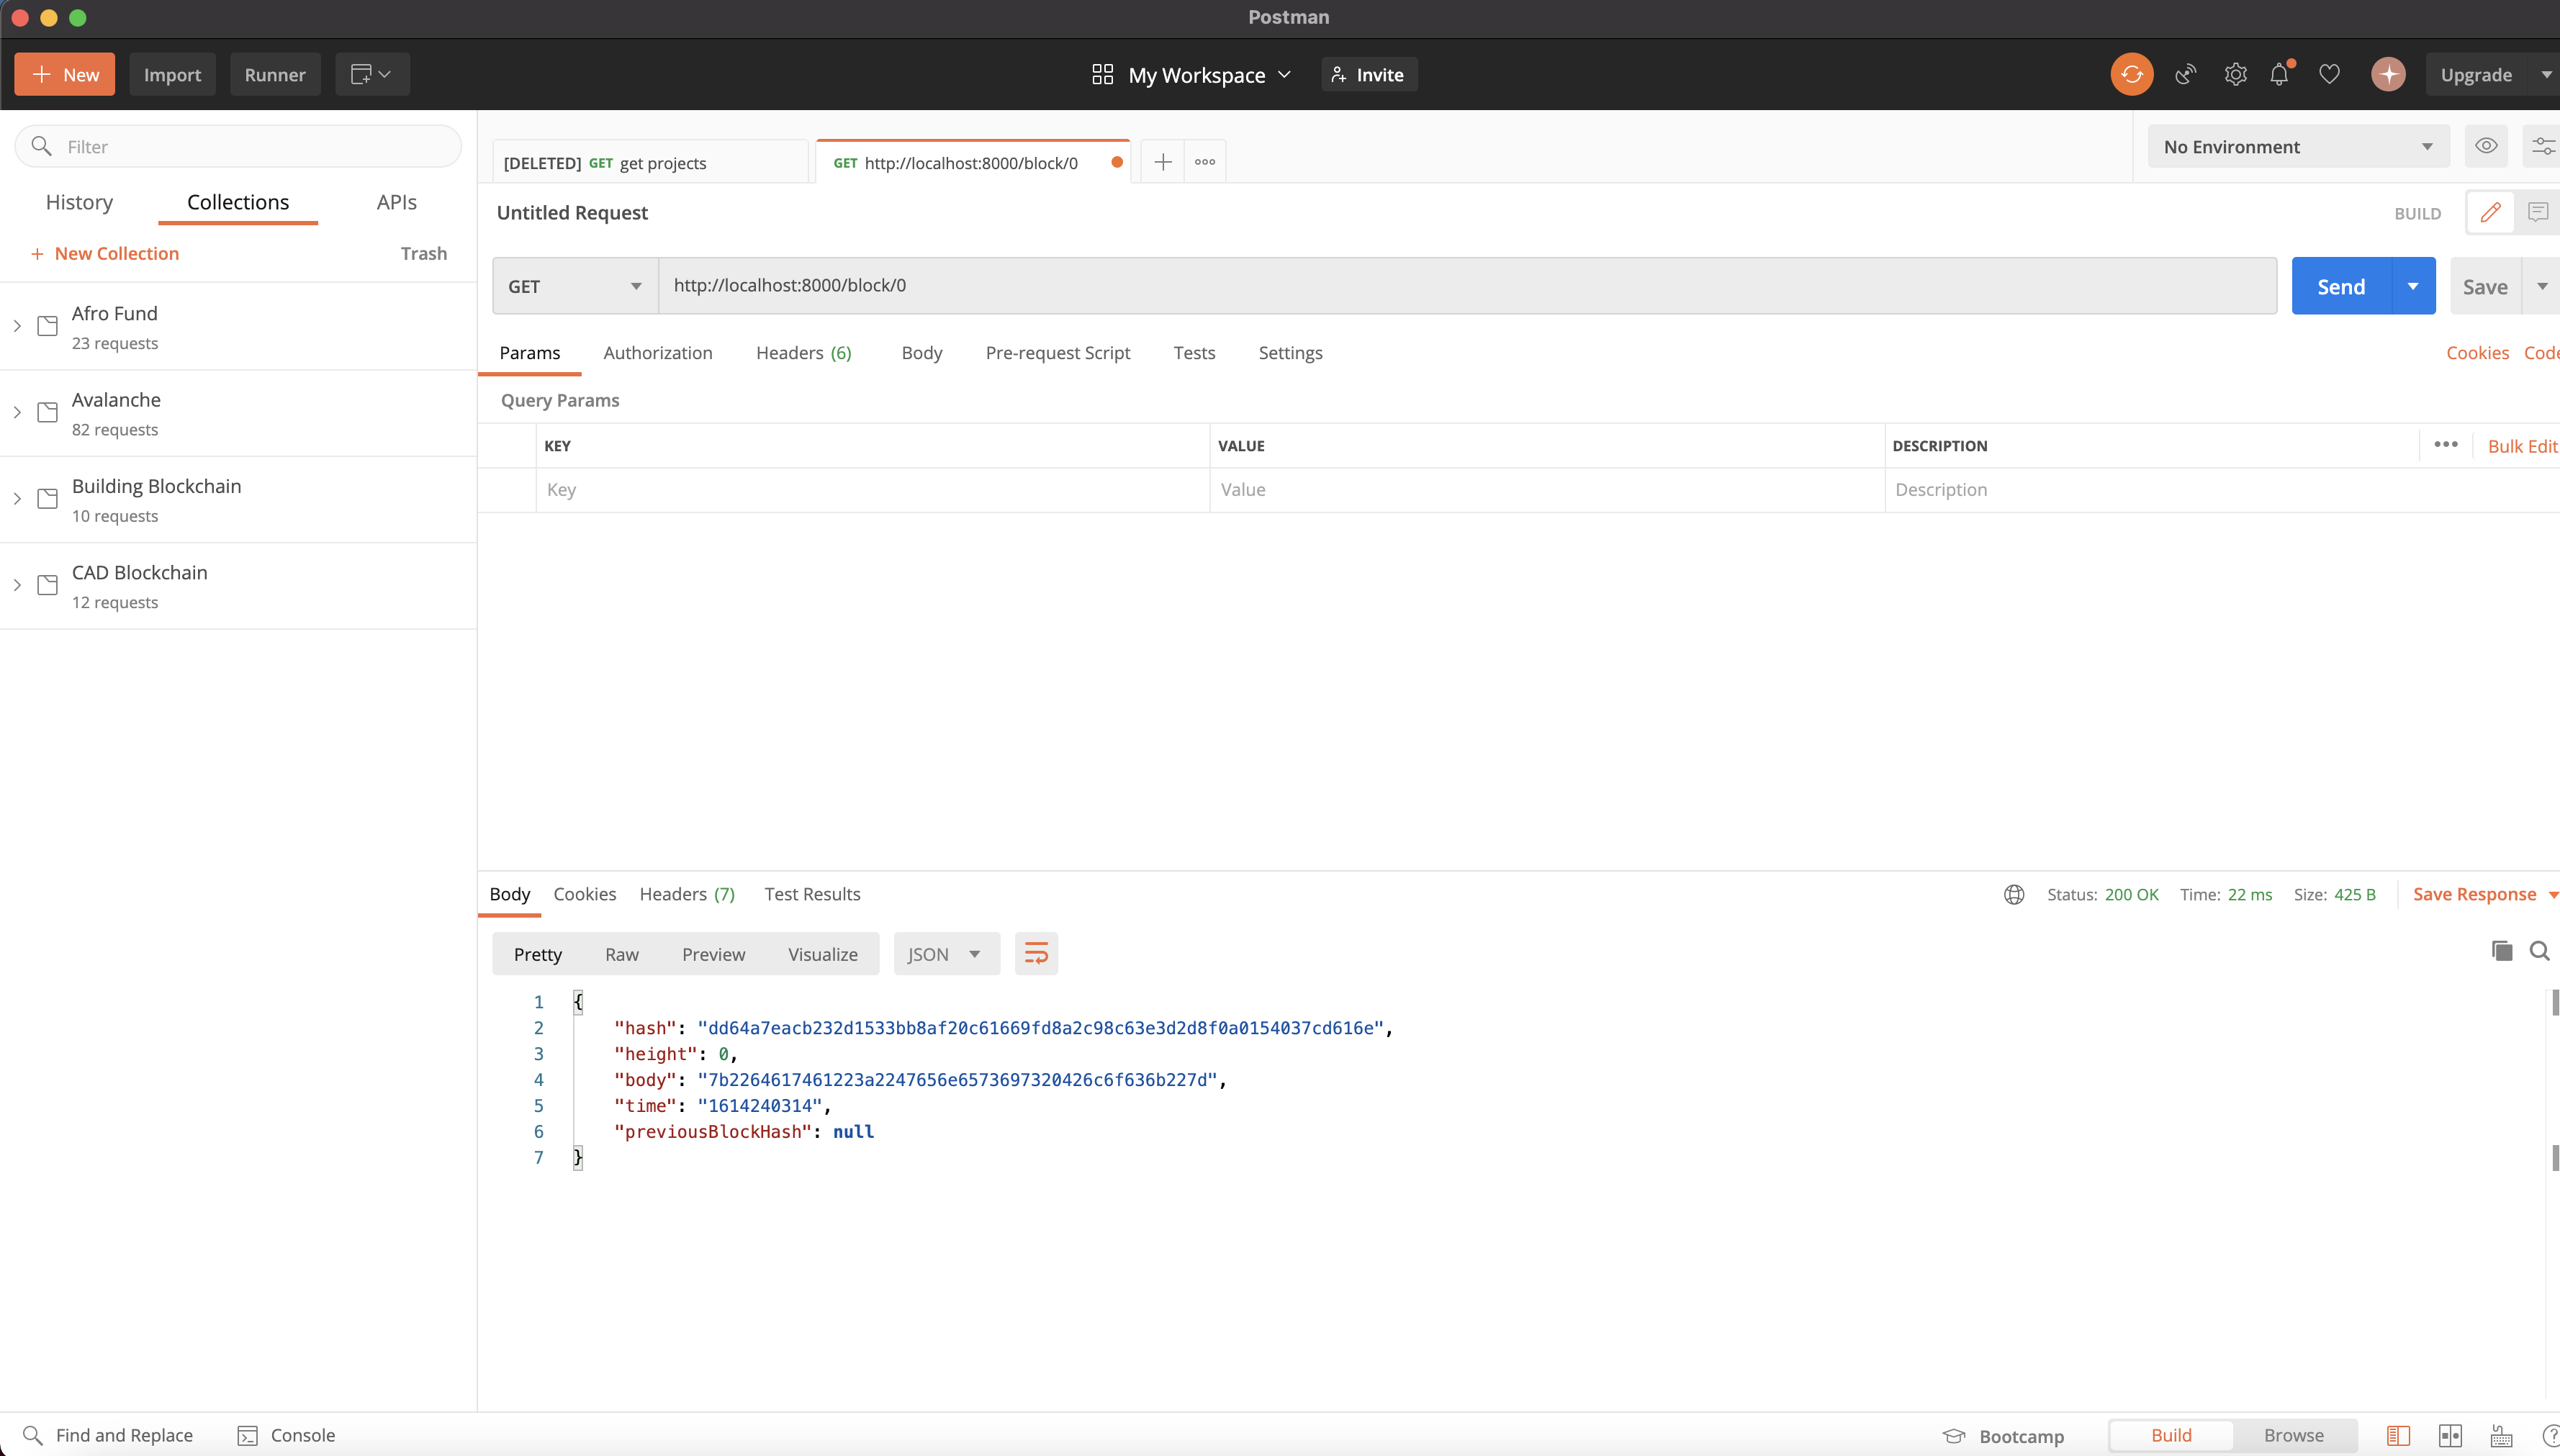 Postman
New Import Runner My Workspace Invite Upgrade
Filter
History Collections APIs
New Collection Trash
Afro Fund
23 requests
Avalanche
82 requests
Building Blockchain
10 requests
CAD Blockchain
12 requests
[DELETED] GET get projects GET http://localhost:8000/block/0 No Environment
Untitled Request BUILD
GET http://localhost:8000/block/0 Send Save
Params Authorization Headers (6) Body Pre-request Script Tests Settings Cookies Code
Query Params
KEY VALUE DESCRIPTION Bulk Edit
Key Value Description
Body Cookies Headers (7) Test Results Status: 200 OK Time: 22 ms Size: 425 B Save Response
Pretty Raw Preview Visualize JSON
1 {
2 "hash": "dd64a7eacb232d1533bb8af20c61669fd8a2c98c63e3d2d8f0a0154037cd616e",
3 "height": 0,
4 "body": "7b2264617461223a2247656e6573697320426c6f636b227d",
5 "time": "1614240314",
6 "previousBlockHash": null
7 }
Find and Replace Console Bootcamp Build Browse